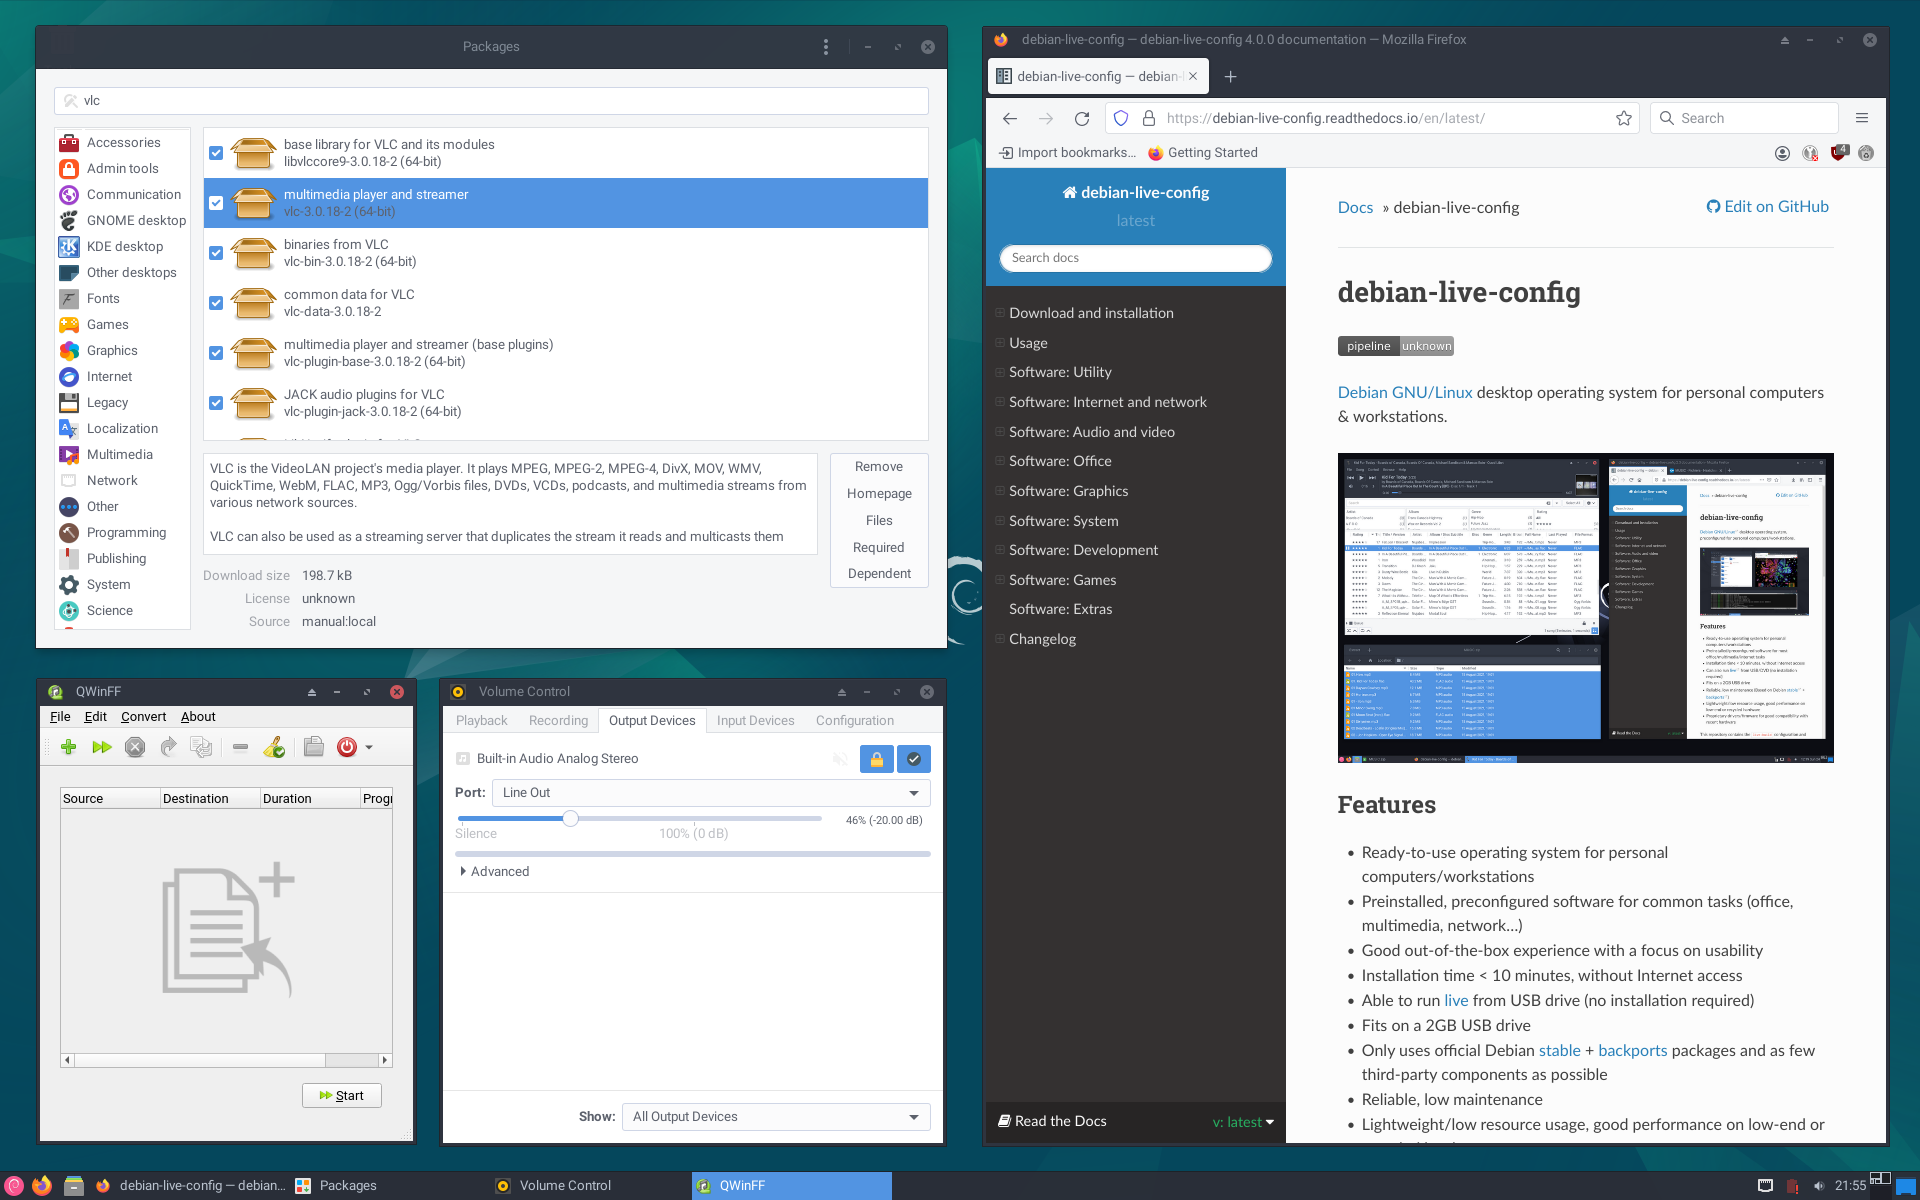 Packages
vlc
Accessories
Admin tools
Communication
GNOME desktop
KDE desktop
Other desktops
Fonts
Games
Graphics
Internet
Legacy
Localization
Multimedia
Network
Other
Programming
Publishing
System
Science
base library for VLC and its modules
libvlccore9-3.0.18-2 (64-bit)
multimedia player and streamer
vlc-3.0.18-2 (64-bit)
binaries from VLC
vlc-bin-3.0.18-2 (64-bit)
common data for VLC
vlc-data-3.0.18-2
multimedia player and streamer (base plugins)
vlc-plugin-base-3.0.18-2 (64-bit)
JACK audio plugins for VLC
vlc-plugin-jack-3.0.18-2 (64-bit)
VLC is the VideoLAN project's media player. It plays MPEG, MPEG-2, MPEG-4, DivX, MOV, WMV,
QuickTime, WebM, FLAC, MP3, Ogg/Vorbis files, DVDs, VCDs, podcasts, and multimedia streams from
various network sources.
VLC can also be used as a streaming server that duplicates the stream it reads and multicasts them
Remove
Homepage
Files
Required
Dependent
Download size 198.7 kB
License unknown
Source manual:local
QWinFF
File Edit Convert About
Source Destination Duration Progr
Start
Volume Control
Playback Recording Output Devices Input Devices Configuration
Built-in Audio Analog Stereo
Port: Line Out
46% (-20.00 dB)
Silence 100% (0 dB)
Advanced
Show: All Output Devices
debian-live-config — debian-live-config 4.0.0 documentation — Mozilla Firefox
debian-live-config — debian-l
https://debian-live-config.readthedocs.io/en/latest/
Search
Import bookmarks... Getting Started
4
debian-live-config
latest
Search docs
Download and installation
Usage
Software: Utility
Software: Internet and network
Software: Audio and video
Software: Office
Software: Graphics
Software: System
Software: Development
Software: Games
Software: Extras
Changelog
Read the Docs v: latest
Docs » debian-live-config Edit on GitHub
debian-live-config
pipeline unknown
Debian GNU/Linux desktop operating system for personal computers
& workstations.
Features
• Ready-to-use operating system for personal
computers/workstations
• Preinstalled, preconfigured software for common tasks (office,
multimedia, network…)
• Good out-of-the-box experience with a focus on usability
• Installation time < 10 minutes, without Internet access
• Able to run live from USB drive (no installation required)
• Fits on a 2GB USB drive
• Only uses official Debian stable + backports packages and as few
third-party components as possible
• Reliable, low maintenance
• Lightweight/low resource usage, good performance on low-end or
debian-live-config — debian... Packages Volume Control QWinFF 21:55